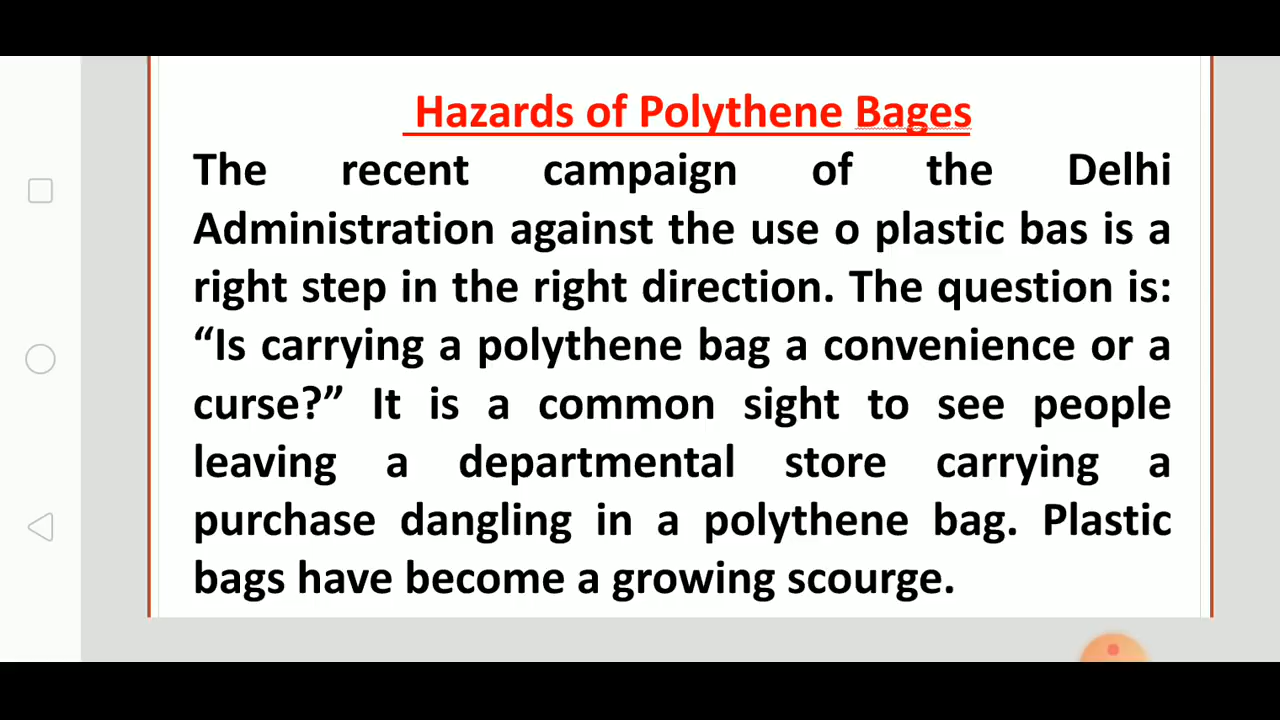 Hazards of Polythene Bages
The recent campaign of the Delhi
Administration against the use o plastic bas is a
right step in the right direction. The question is:
“Is carrying a polythene bag a convenience or a
curse?” It is a common sight to see people
leaving a departmental store carrying a
purchase dangling in a polythene bag. Plastic
bags have become a growing scourge.